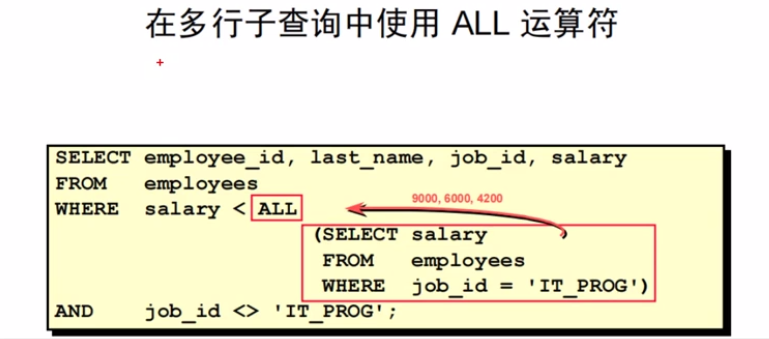 在多行子查询中使用 ALL 运算符
SELECT employee_id, last_name, job_id, salary
FROM employees
WHERE salary < ALL
9000, 6000, 4200
(SELECT salary
FROM employees
WHERE job_id = 'IT_PROG')
AND job_id <> 'IT_PROG';